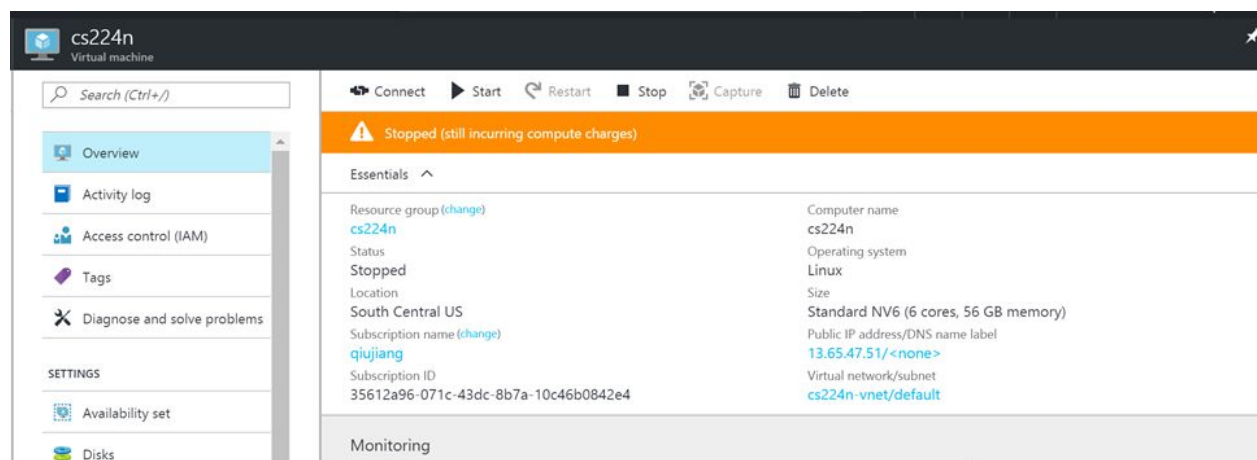 cs224n
Virtual machine
Search (Ctrl+/)
Overview
Activity log
Access control (IAM)
Tags
Diagnose and solve problems
SETTINGS
Availability set
Disks
Connect Start Restart Stop Capture Delete
Stopped (still incurring compute charges)
Essentials
Resource group (change)
cs224n
Status
Stopped
Location
South Central US
Subscription name (change)
qiujiang
Subscription ID
35612a96-071c-43dc-8b7a-10c46b0842e4
Computer name
cs224n
Operating system
Linux
Size
Standard NV6 (6 cores, 56 GB memory)
Public IP address/DNS name label
13.65.47.51/<none>
Virtual network/subnet
cs224n-vnet/default
Monitoring